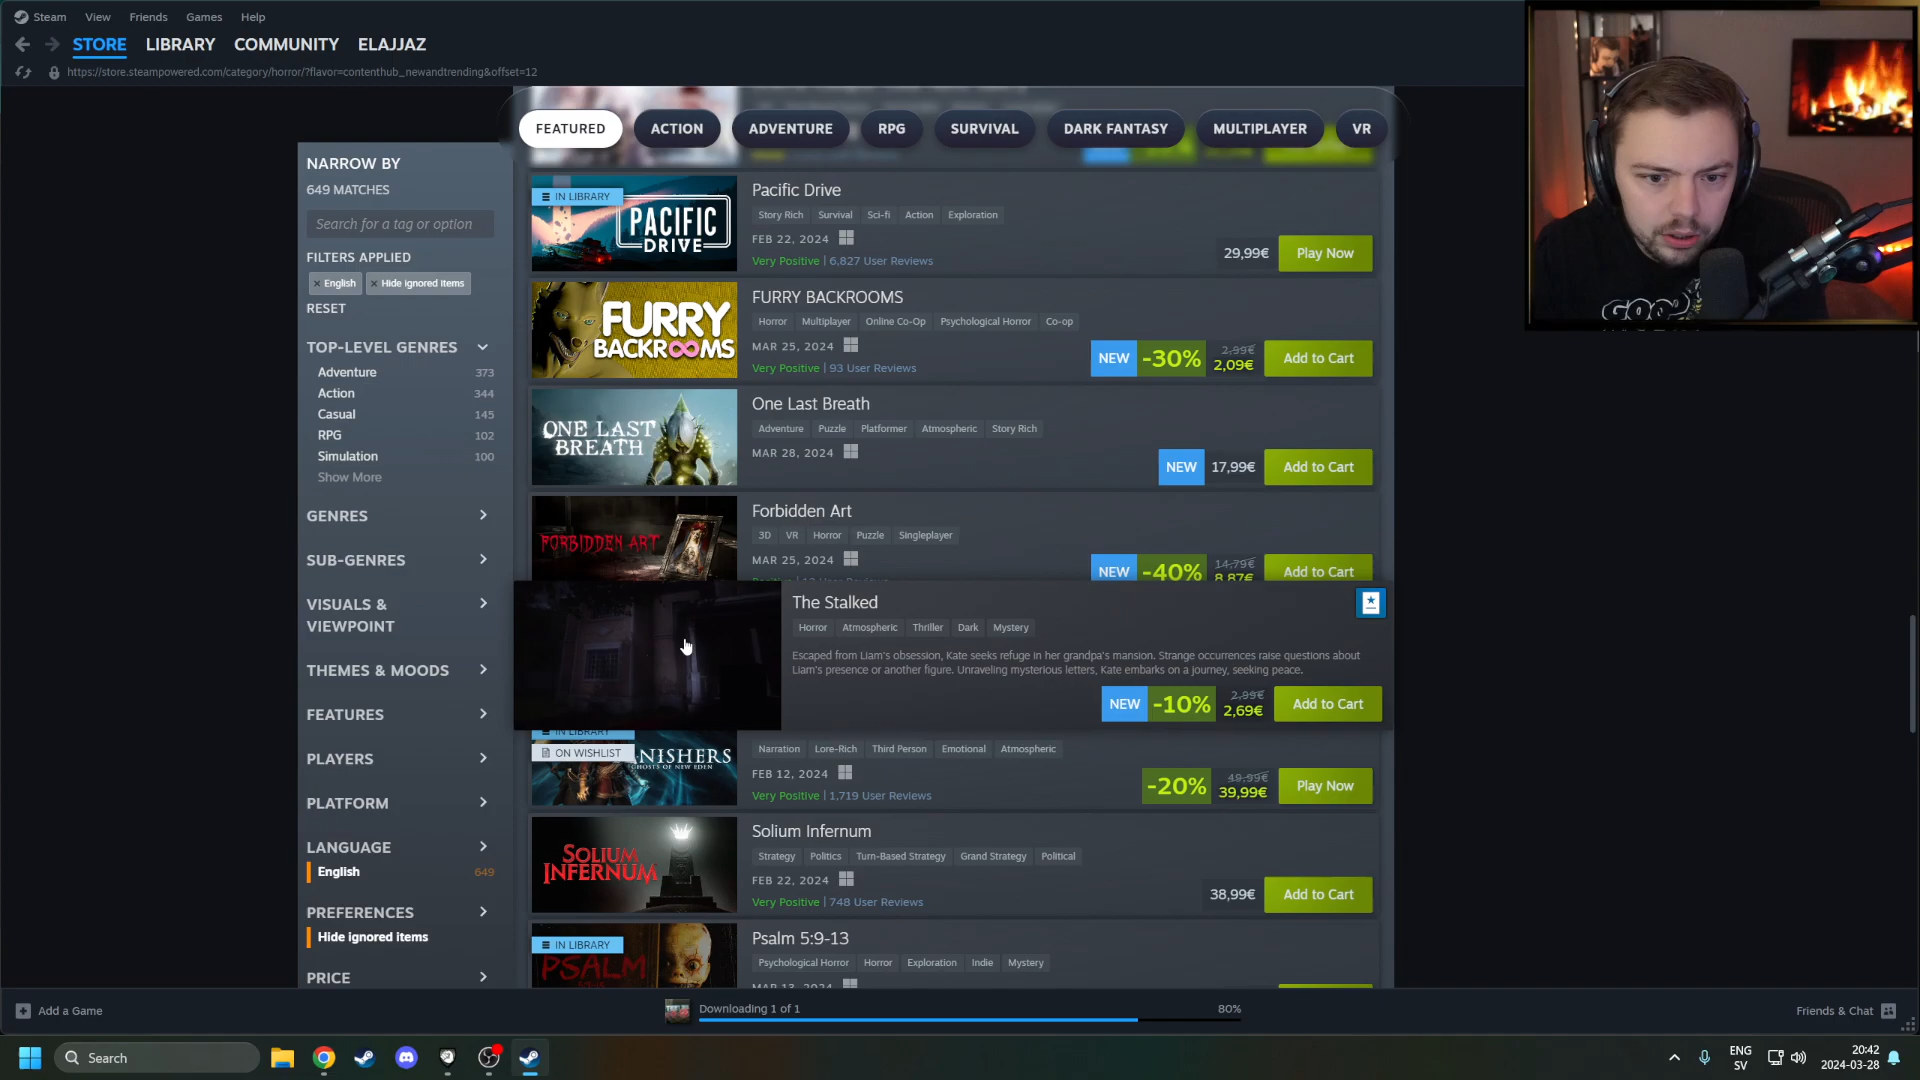 Steam View Friends Games Help
STORE LIBRARY COMMUNITY ELAJJAZ
https://store.steampowered.com/category/horror/?flavor=contenthub_newandtrending&offset=12
FEATURED ACTION ADVENTURE RPG SURVIVAL DARK FANTASY MULTIPLAYER VR
NARROW BY
649 MATCHES
Search for a tag or option
FILTERS APPLIED
× English × Hide ignored items
RESET
TOP-LEVEL GENRES
Adventure 373
Action 344
Casual 145
RPG 102
Simulation 100
Show More
GENRES
SUB-GENRES
VISUALS &
VIEWPOINT
THEMES & MOODS
FEATURES
PLAYERS
PLATFORM
LANGUAGE
English 649
PREFERENCES
Hide ignored items
PRICE
IN LIBRARY
PACIFIC
DRIVE
Pacific Drive
Story Rich Survival Sci-fi Action Exploration
FEB 22, 2024
Very Positive | 6,827 User Reviews
29,99€ Play Now
FURRY
BACKROOMS
FURRY BACKROOMS
Horror Multiplayer Online Co-Op Psychological Horror Co-op
MAR 25, 2024
Very Positive | 93 User Reviews
NEW -30% 2,99€ 2,09€ Add to Cart
ONE LAST
BREATH
One Last Breath
Adventure Puzzle Platformer Atmospheric Story Rich
MAR 28, 2024
NEW 17,99€ Add to Cart
FORBIDDEN ART
Forbidden Art
3D VR Horror Puzzle Singleplayer
MAR 25, 2024
NEW -40% 14,79€ 8,87€ Add to Cart
The Stalked
Horror Atmospheric Thriller Dark Mystery
Escaped from Liam's obsession, Kate seeks refuge in her grandpa's mansion. Strange occurrences raise questions about
Liam's presence or another figure. Unraveling mysterious letters, Kate embarks on a journey, seeking peace.
NEW -10% 2,99€ 2,69€ Add to Cart
IN LIBRARY
ON WISHLIST
NISHERS
GHOSTS OF NEW EDEN
Narration Lore-Rich Third Person Emotional Atmospheric
FEB 12, 2024
Very Positive | 1,719 User Reviews
-20% 49,99€ 39,99€ Play Now
SOLIUM
INFERNUM
Solium Infernum
Strategy Politics Turn-Based Strategy Grand Strategy Political
FEB 22, 2024
Very Positive | 748 User Reviews
38,99€ Add to Cart
IN LIBRARY
PSALM
Psalm 5:9-13
Psychological Horror Horror Exploration Indie Mystery
MAR 13, 2024
Add a Game
Downloading 1 of 1 80%
Friends & Chat
Search
ENG
SV
20:42
2024-03-28